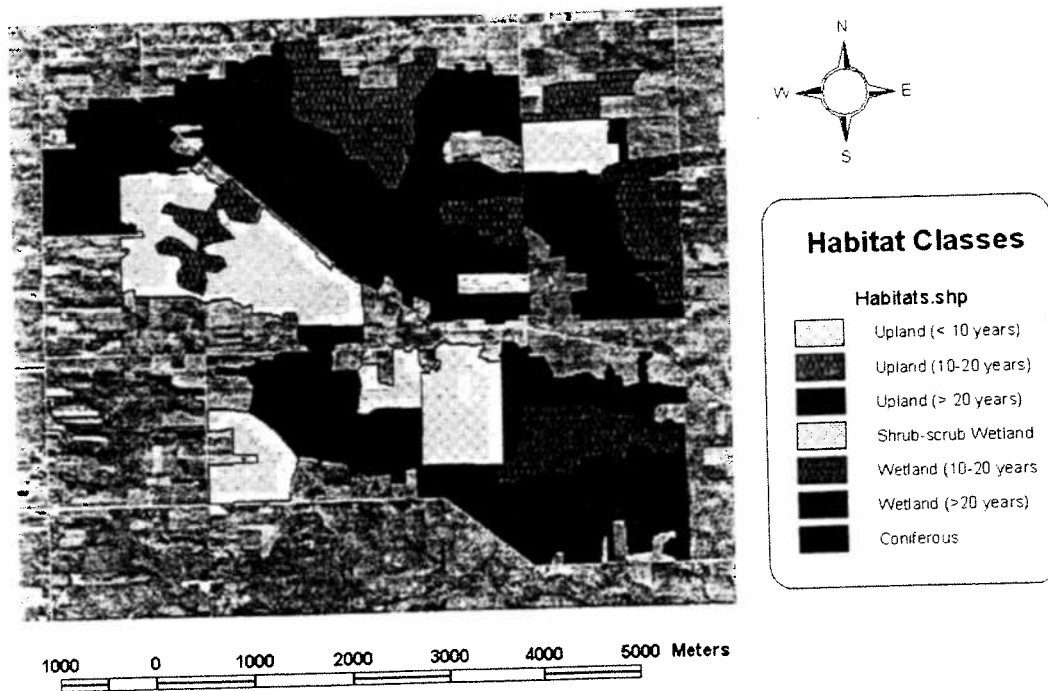 N
W E
S
Habitat Classes
Habitats.shp
Upland (< 10 years)
Upland (10-20 years)
Upland (> 20 years)
Shrub-scrub Wetland
Wetland (10-20 years
Wetland (>20 years)
Coniferous
1000 0 1000 2000 3000 4000 5000 Meters